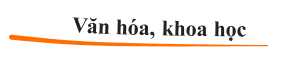 Văn hóa, khoa học